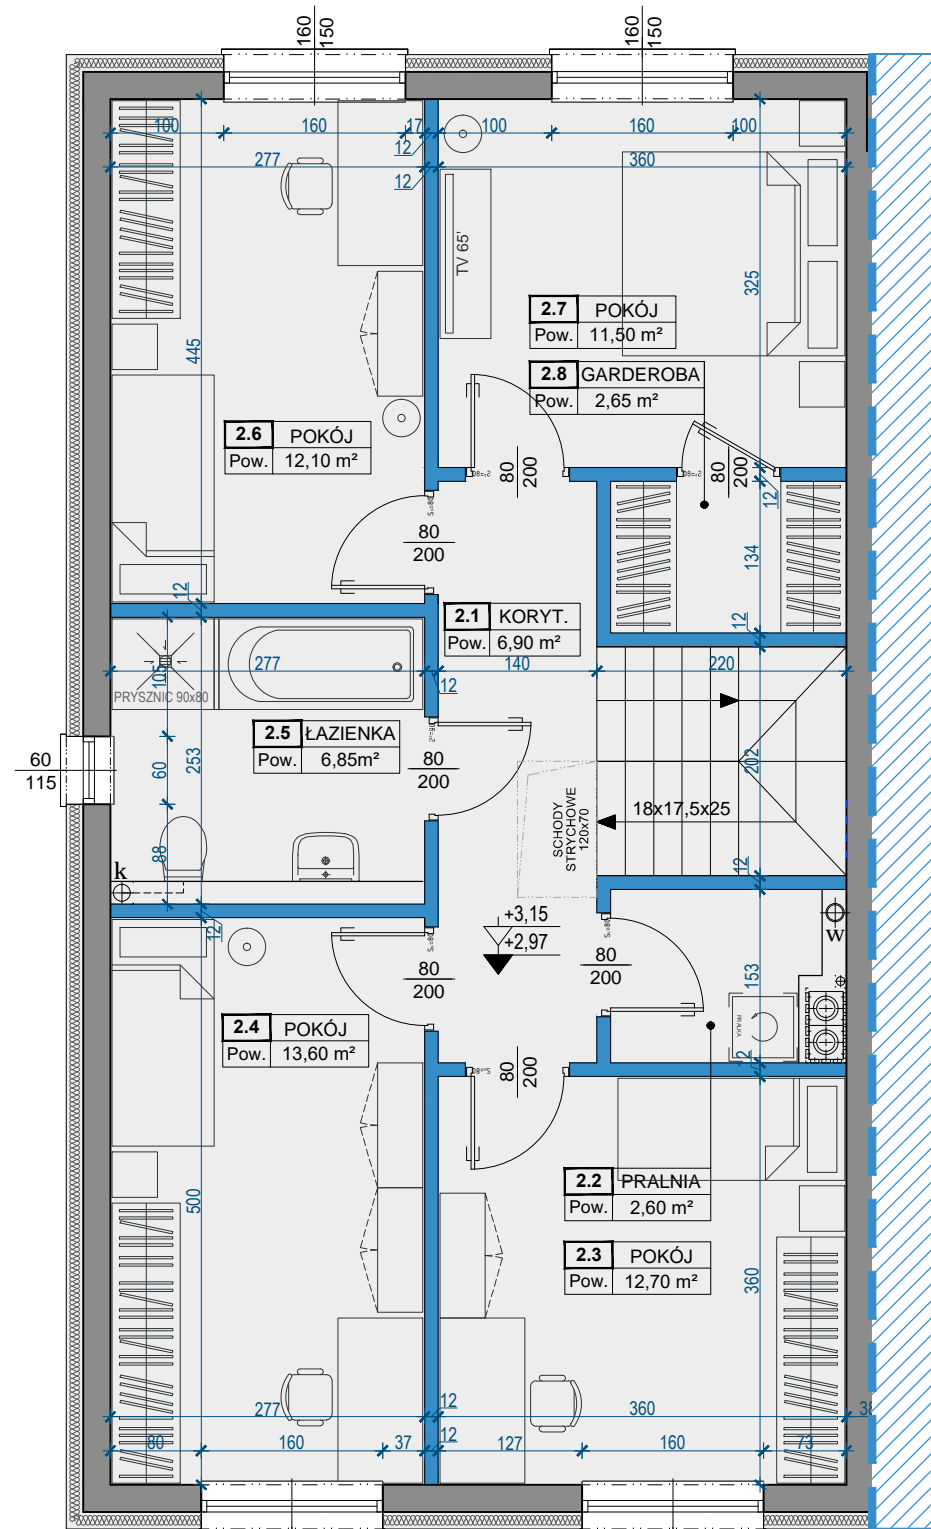 160
150
160
150
100
160
17
100
160
100
12
277
360
12
TV 65'
325
2.7 POKÓJ
Pow. 11,50 m²
445
2.8 GARDEROBA
Pow. 2,65 m²
2.6 POKÓJ
Pow. 12,10 m²
80
200
80
200
12
80
200
134
12
12
2.1 KORYT.
Pow. 6,90 m²
277
140
220
12
105
PRYSZNIC 90x80
2.5 ŁAZIENKA
Pow. 6,85m²
60
115
60
253
80
200
202
18x17,5x25
SCHODY
STRYCHOWE
120x70
88
12
k
12
+3,15
+2,97
w
80
200
80
200
153
PRALKA
2.4 POKÓJ
Pow. 13,60 m²
12
80
200
500
2.2 PRALNIA
Pow. 2,60 m²
2.3 POKÓJ
Pow. 12,70 m²
360
277
12
360
38
80
160
37
12
127
160
73